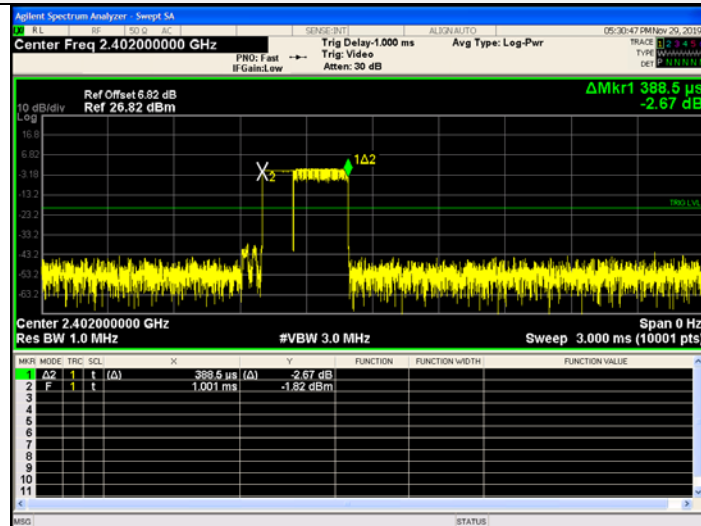 Agilent Spectrum Analyzer - Swept SA
RL RF 50 Ω AC SENSE:INT ALIGN AUTO 05:30:47 PM Nov 29, 2019
Center Freq 2.402000000 GHz
PNO: Fast
IFGain:Low
Trig Delay-1.000 ms
Trig: Video
Atten: 30 dB
Avg Type: Log-Pwr
TRACE 1 2 3 4 5
TYPE W
DET P N N N N
Ref Offset 6.82 dB
Ref 26.82 dBm
10 dB/div
Log
ΔMkr1 388.5 µs
-2.67 dB
16.8
6.82
-3.18
-13.2
-23.2
-33.2
-43.2
-53.2
-63.2
X2
1Δ2
TRIG LVL
Center 2.402000000 GHz Span 0 Hz
Res BW 1.0 MHz #VBW 3.0 MHz Sweep 3.000 ms (10001 pts)
MKR MODE TRC SCL X Y FUNCTION FUNCTION WIDTH FUNCTION VALUE
1 Δ2 1 t (Δ) 388.5 µs (Δ) -2.67 dB
2 F 1 t 1.001 ms -1.82 dBm
3
4
5
6
7
8
9
10
11
MSG STATUS